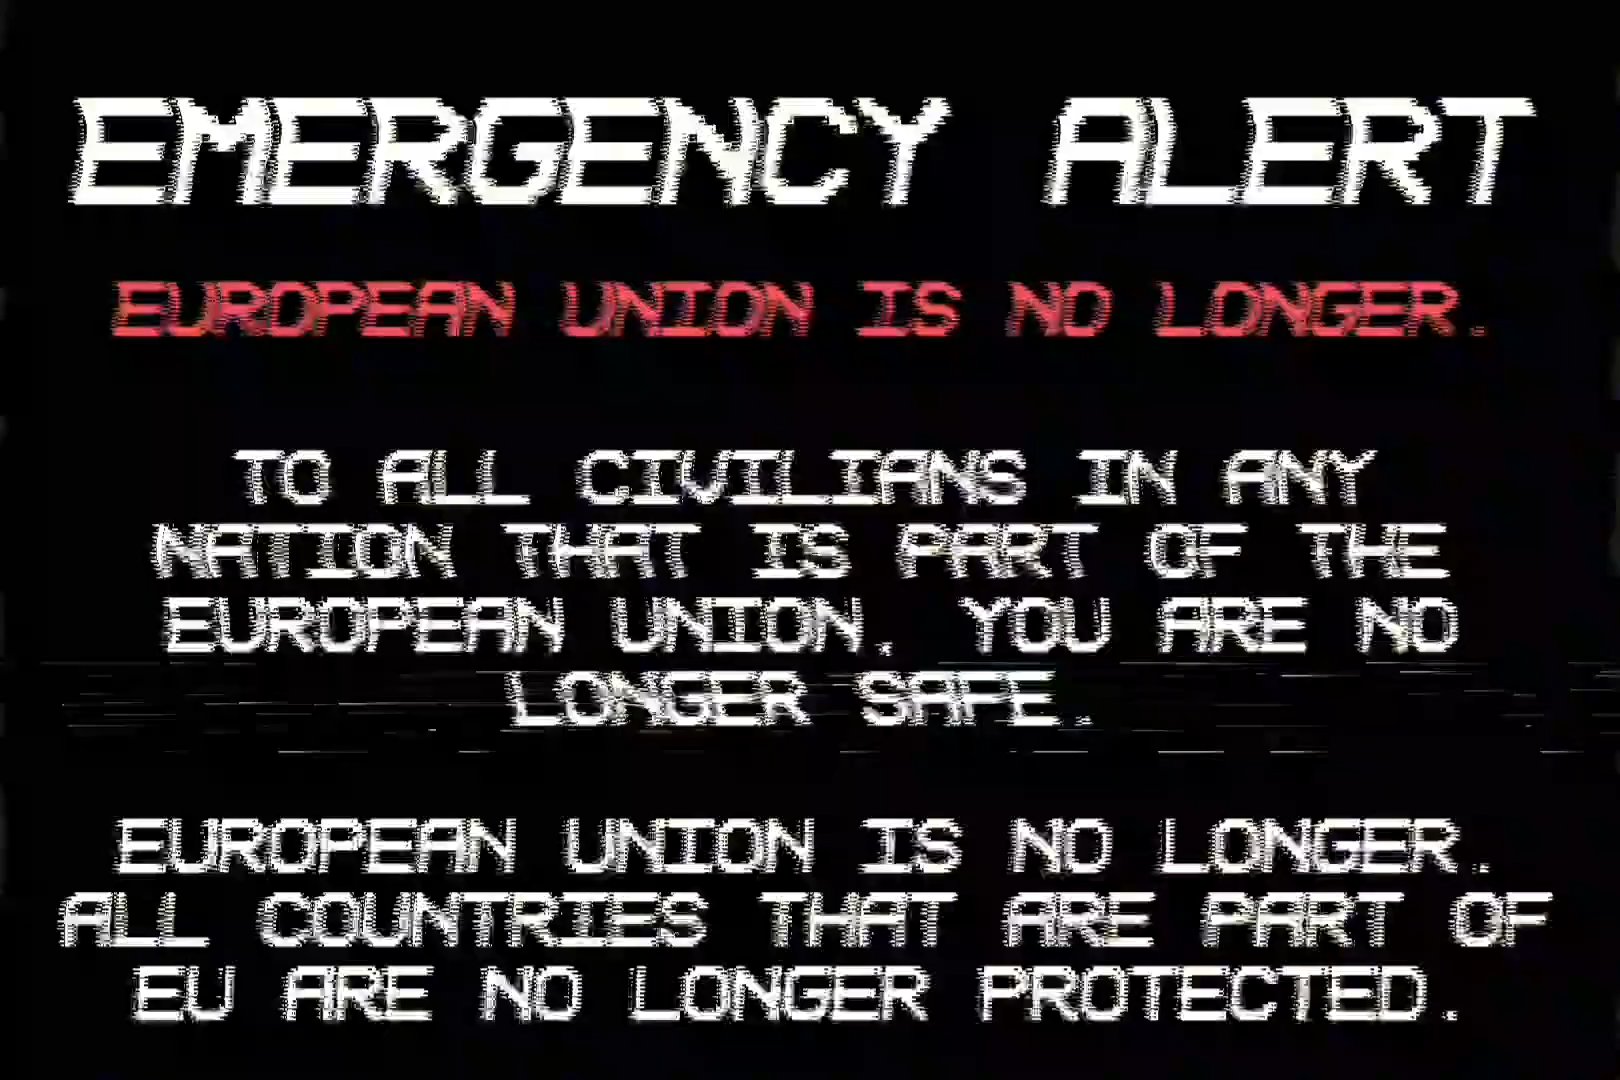 EMERGENCY ALERT
EUROPEAN UNION IS NO LONGER.
TO ALL CIVILIANS IN ANY
NATION THAT IS PART OF THE
EUROPEAN UNION. YOU ARE NO
LONGER SAFE.
EUROPEAN UNION IS NO LONGER.
ALL COUNTRIES THAT ARE PART OF
EU ARE NO LONGER PROTECTED.